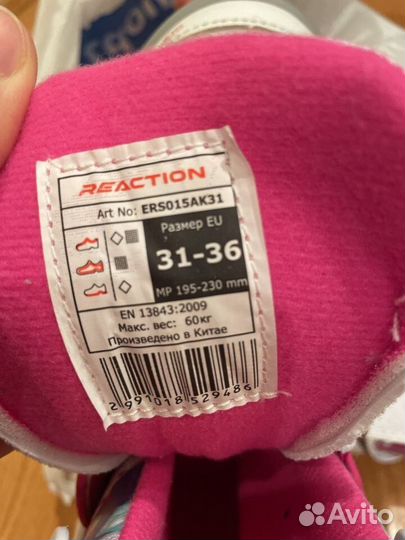 REACTION
Art No: ERS015AK31
Размер EU
31-36
MP 195-230 mm
EN 13843:2009
Макс. вес: 60кг
Произведено в Китае
2991018529486
Avito